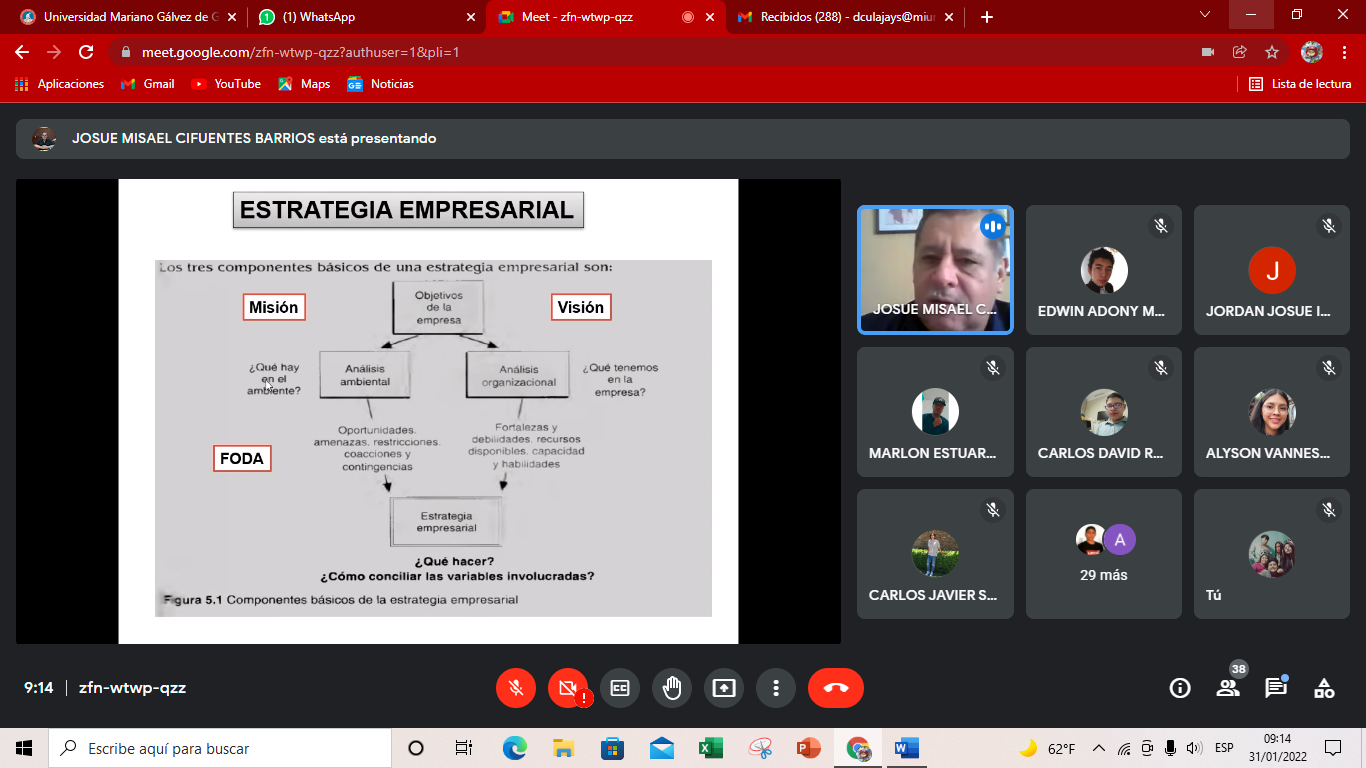 Universidad Mariano Gálvez de G
(1) WhatsApp
Meet - zfn-wtwp-qzz
Recibidos (288) - dculajays@miur
meet.google.com/zfn-wtwp-qzz?authuser=1&pli=1
Aplicaciones
Gmail
YouTube
Maps
Noticias
Lista de lectura
JOSUE MISAEL CIFUENTES BARRIOS está presentando
ESTRATEGIA EMPRESARIAL
Los tres componentes básicos de una estrategia empresarial son:
Misión
Objetivos
de la
empresa
Visión
¿Qué hay
en el
ambiente?
Análisis
ambiental
Análisis
organizacional
¿Qué tenemos
en la
empresa?
Oportunidades,
amenazas, restricciones,
coacciones y
contingencias
Fortalezas y
debilidades, recursos
disponibles, capacidad
y habilidades
FODA
Estrategia
empresarial
¿Qué hacer?
¿Cómo conciliar las variables involucradas?
Figura 5.1 Componentes básicos de la estrategia empresarial
JOSUE MISAEL C...
EDWIN ADONY M...
J
JORDAN JOSUE I...
MARLON ESTUAR...
CARLOS DAVID R...
ALYSON VANNES...
CARLOS JAVIER S...
A
29 más
Tú
9:14
zfn-wtwp-qzz
38
Escribe aquí para buscar
62°F
ESP
09:14
31/01/2022